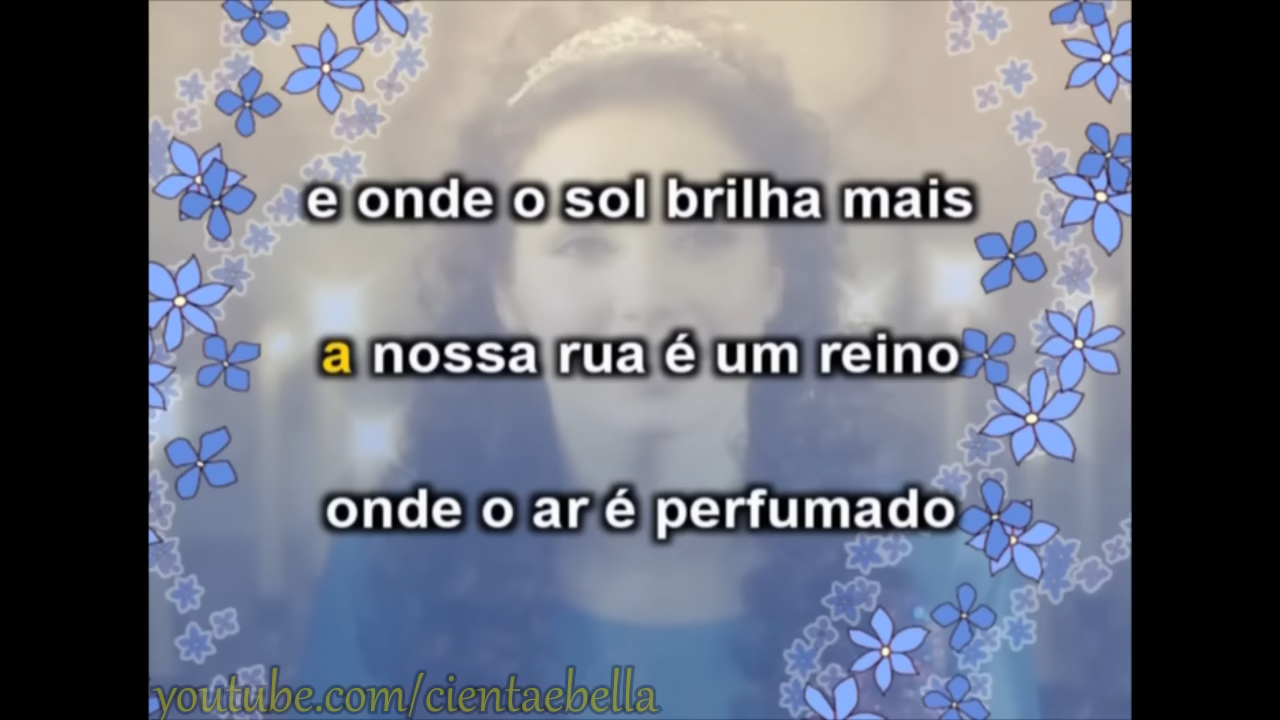 e onde o sol brilha mais
a nossa rua é um reino
onde o ar é perfumado
youtube.com/cientaebella